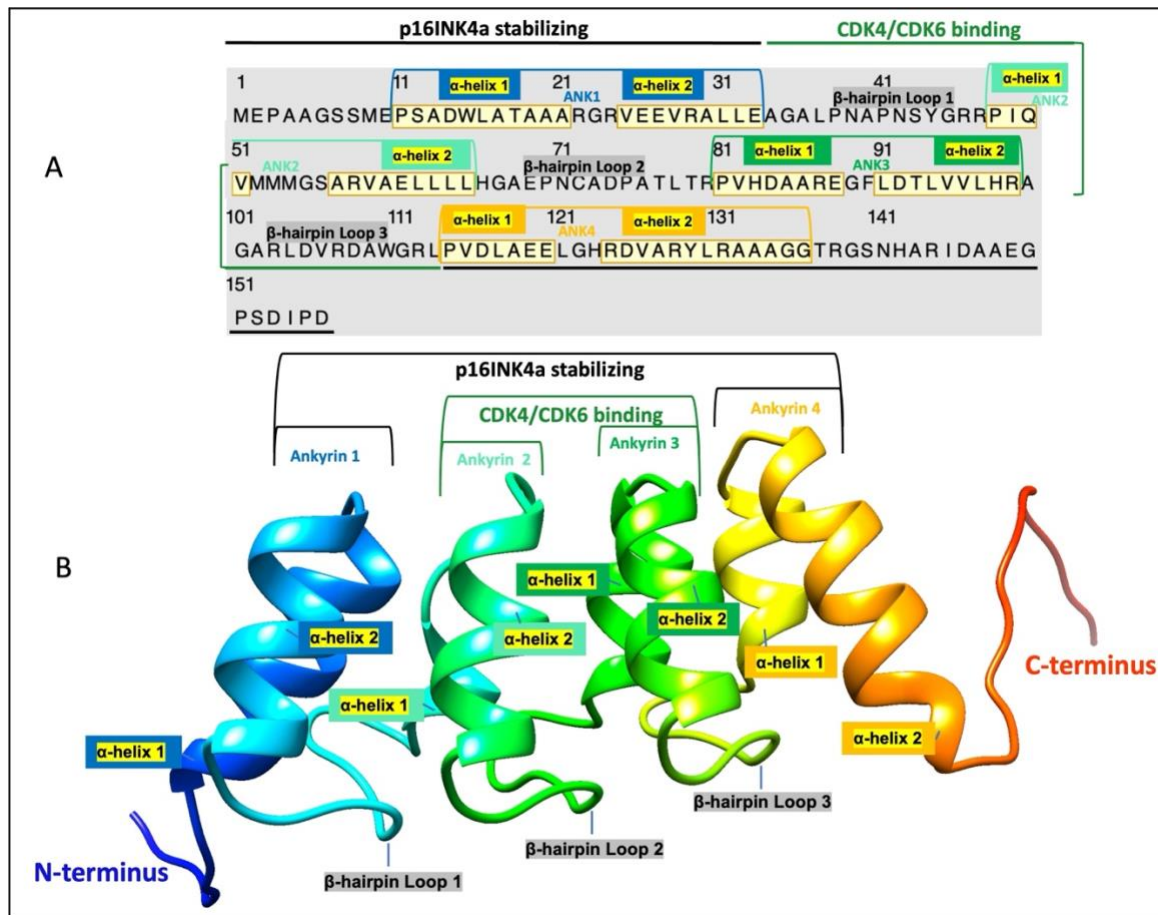 p16INK4a stabilizing CDK4/CDK6 binding
A
1 11 α-helix 1 21 α-helix 2 31 41 α-helix 1
ANK1 β-hairpin Loop 1 ANK2
MEPAAGSSMEPSADWLATAAARGRVEEVRALLEAGALPNAPNSYGRRPIQ
51 α-helix 2 71 81 α-helix 1 91 α-helix 2
ANK2 β-hairpin Loop 2 ANK3
VMMMGSARVAELLLLHGAEPNCADPATLTRPVHDAAREGFLDTLVVLHRA
101 111 α-helix 1 121 α-helix 2 131 141
β-hairpin Loop 3 ANK4
GARLDVRDAWGRLPVDLAEELGHRDVARYLRAAAGGTRGSNHARIDAAEG
151
PSDIPD
p16INK4a stabilizing
CDK4/CDK6 binding
Ankyrin 4
Ankyrin 1
Ankyrin 2
Ankyrin 3
B
α-helix 1
α-helix 2
α-helix 2
α-helix 2
α-helix 1
α-helix 1
C-terminus
α-helix 1
α-helix 2
β-hairpin Loop 3
β-hairpin Loop 2
N-terminus
β-hairpin Loop 1